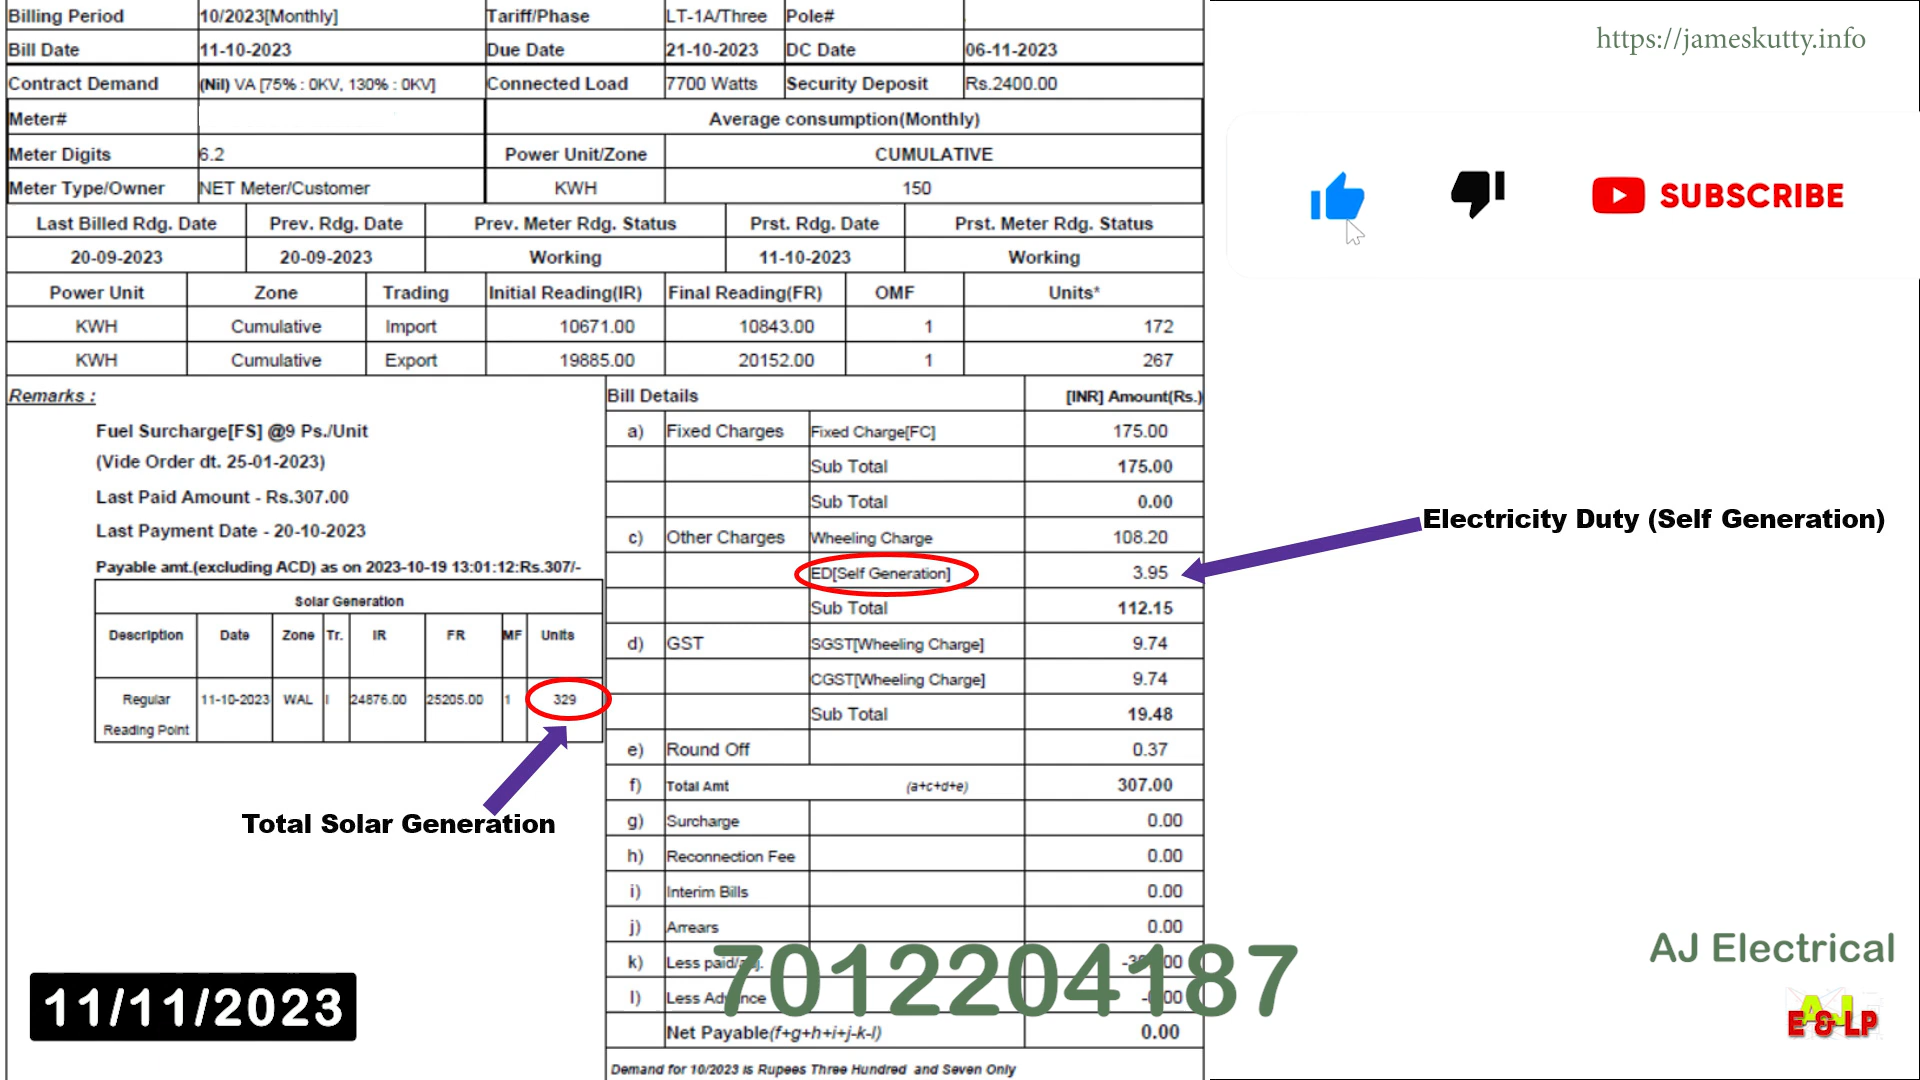 Billing Period 10/2023[Monthly] Tariff/Phase LT-1A/Three Pole#
Bill Date 11-10-2023 Due Date 21-10-2023 DC Date 06-11-2023
Contract Demand (Nil) VA [75% : 0KV, 130% : 0KV] Connected Load 7700 Watts Security Deposit Rs.2400.00
Meter# Average consumption(Monthly)
Meter Digits 6.2 Power Unit/Zone CUMULATIVE
Meter Type/Owner NET Meter/Customer KWH 150
Last Billed Rdg. Date Prev. Rdg. Date Prev. Meter Rdg. Status Prst. Rdg. Date Prst. Meter Rdg. Status
20-09-2023 20-09-2023 Working 11-10-2023 Working
Power Unit Zone Trading Initial Reading(IR) Final Reading(FR) OMF Units*
KWH Cumulative Import 10671.00 10843.00 1 172
KWH Cumulative Export 19885.00 20152.00 1 267
Remarks :
Fuel Surcharge[FS] @9 Ps./Unit
(Vide Order dt. 25-01-2023)
Last Paid Amount - Rs.307.00
Last Payment Date - 20-10-2023
Payable amt.(excluding ACD) as on 2023-10-19 13:01:12:Rs.307/-
Solar Generation
Description Date Zone Tr. IR FR MF Units
Regular 11-10-2023 WAL I 24876.00 25205.00 1 329
Reading Point
Total Solar Generation
Bill Details [INR] Amount(Rs.)
a) Fixed Charges Fixed Charge[FC] 175.00
Sub Total 175.00
Sub Total 0.00
c) Other Charges Wheeling Charge 108.20
ED[Self Generation] 3.95
Sub Total 112.15
d) GST SGST[Wheeling Charge] 9.74
CGST[Wheeling Charge] 9.74
Sub Total 19.48
e) Round Off 0.37
f) Total Amt (a+c+d+e) 307.00
g) Surcharge 0.00
h) Reconnection Fee 0.00
i) Interim Bills 0.00
j) Arrears 0.00
k) Less
l) Less
Net Payable(f+g+h+i+j-k-l) 0.00
Demand for 10/2023 is Rupees Three Hundred and Seven Only
7012204187
11/11/2023
https://jameskutty.info
SUBSCRIBE
Electricity Duty (Self Generation)
AJ Electrical
AJ
E & LP